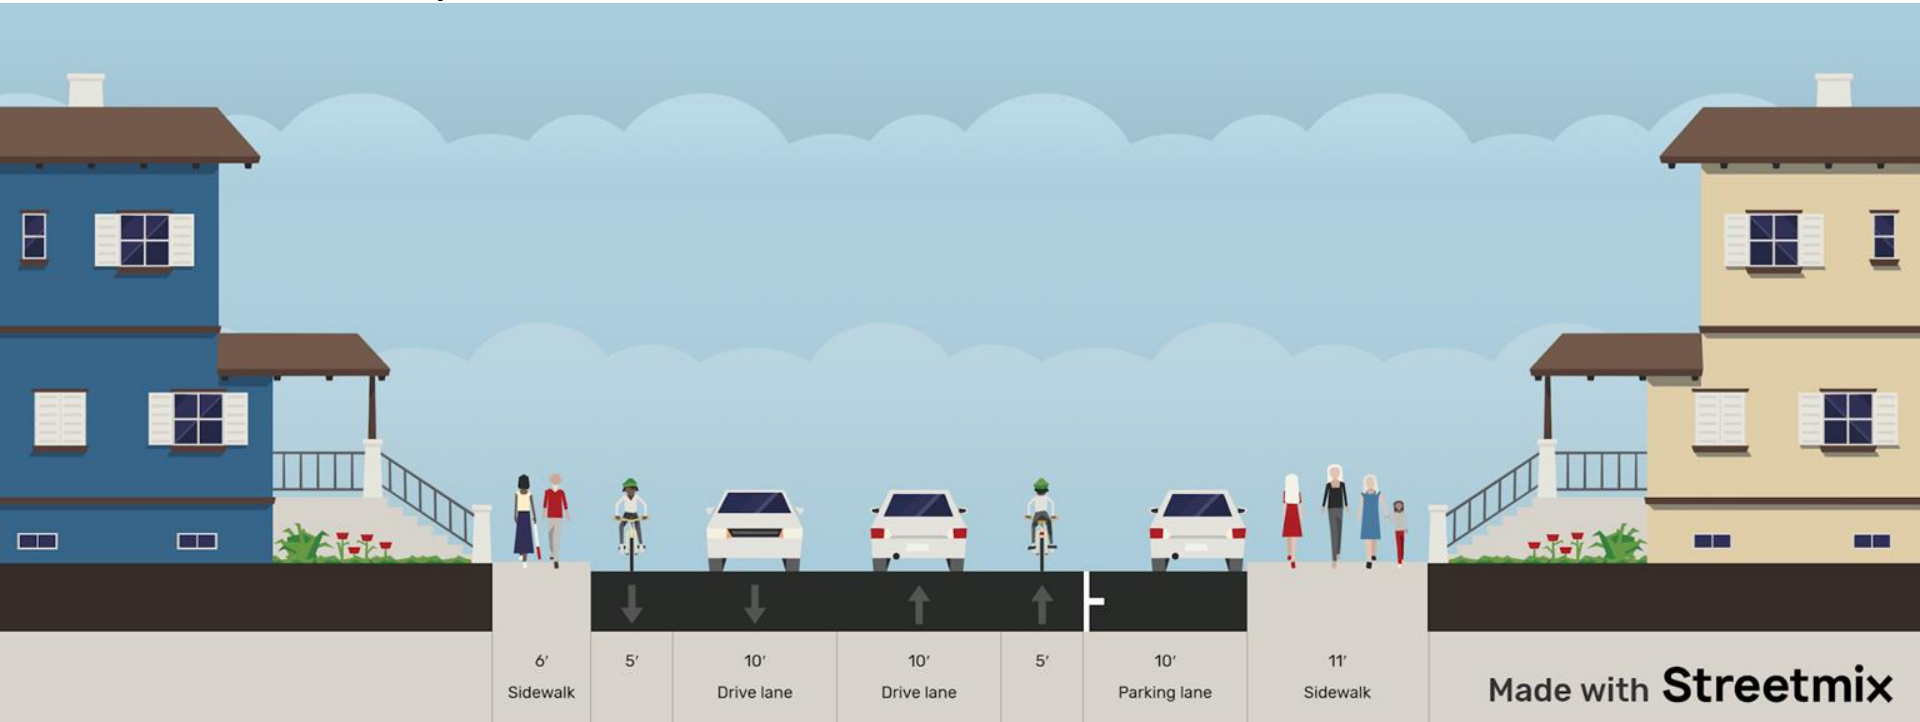 6′ 5′ 10′ 10′ 5′ 10′ 11′
Sidewalk Drive lane Drive lane Parking lane Sidewalk
Made with Streetmix